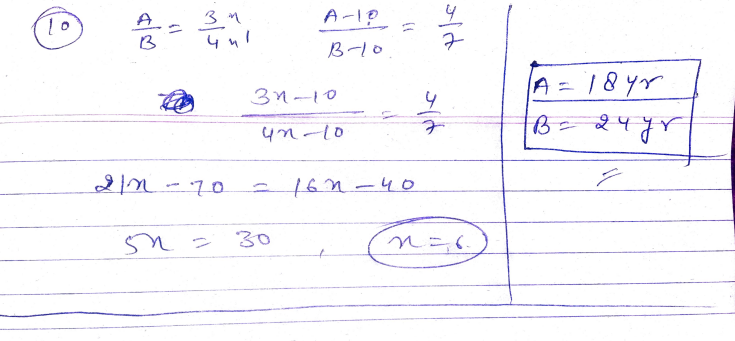 (10) A/B = 3x/4x, (A-10)/(B-10) = 4/7
(3x-10)/(4x-10) = 4/7
21x - 70 = 16x - 40
5x = 30, x = 6
A = 18 yr
B = 24 yr
=